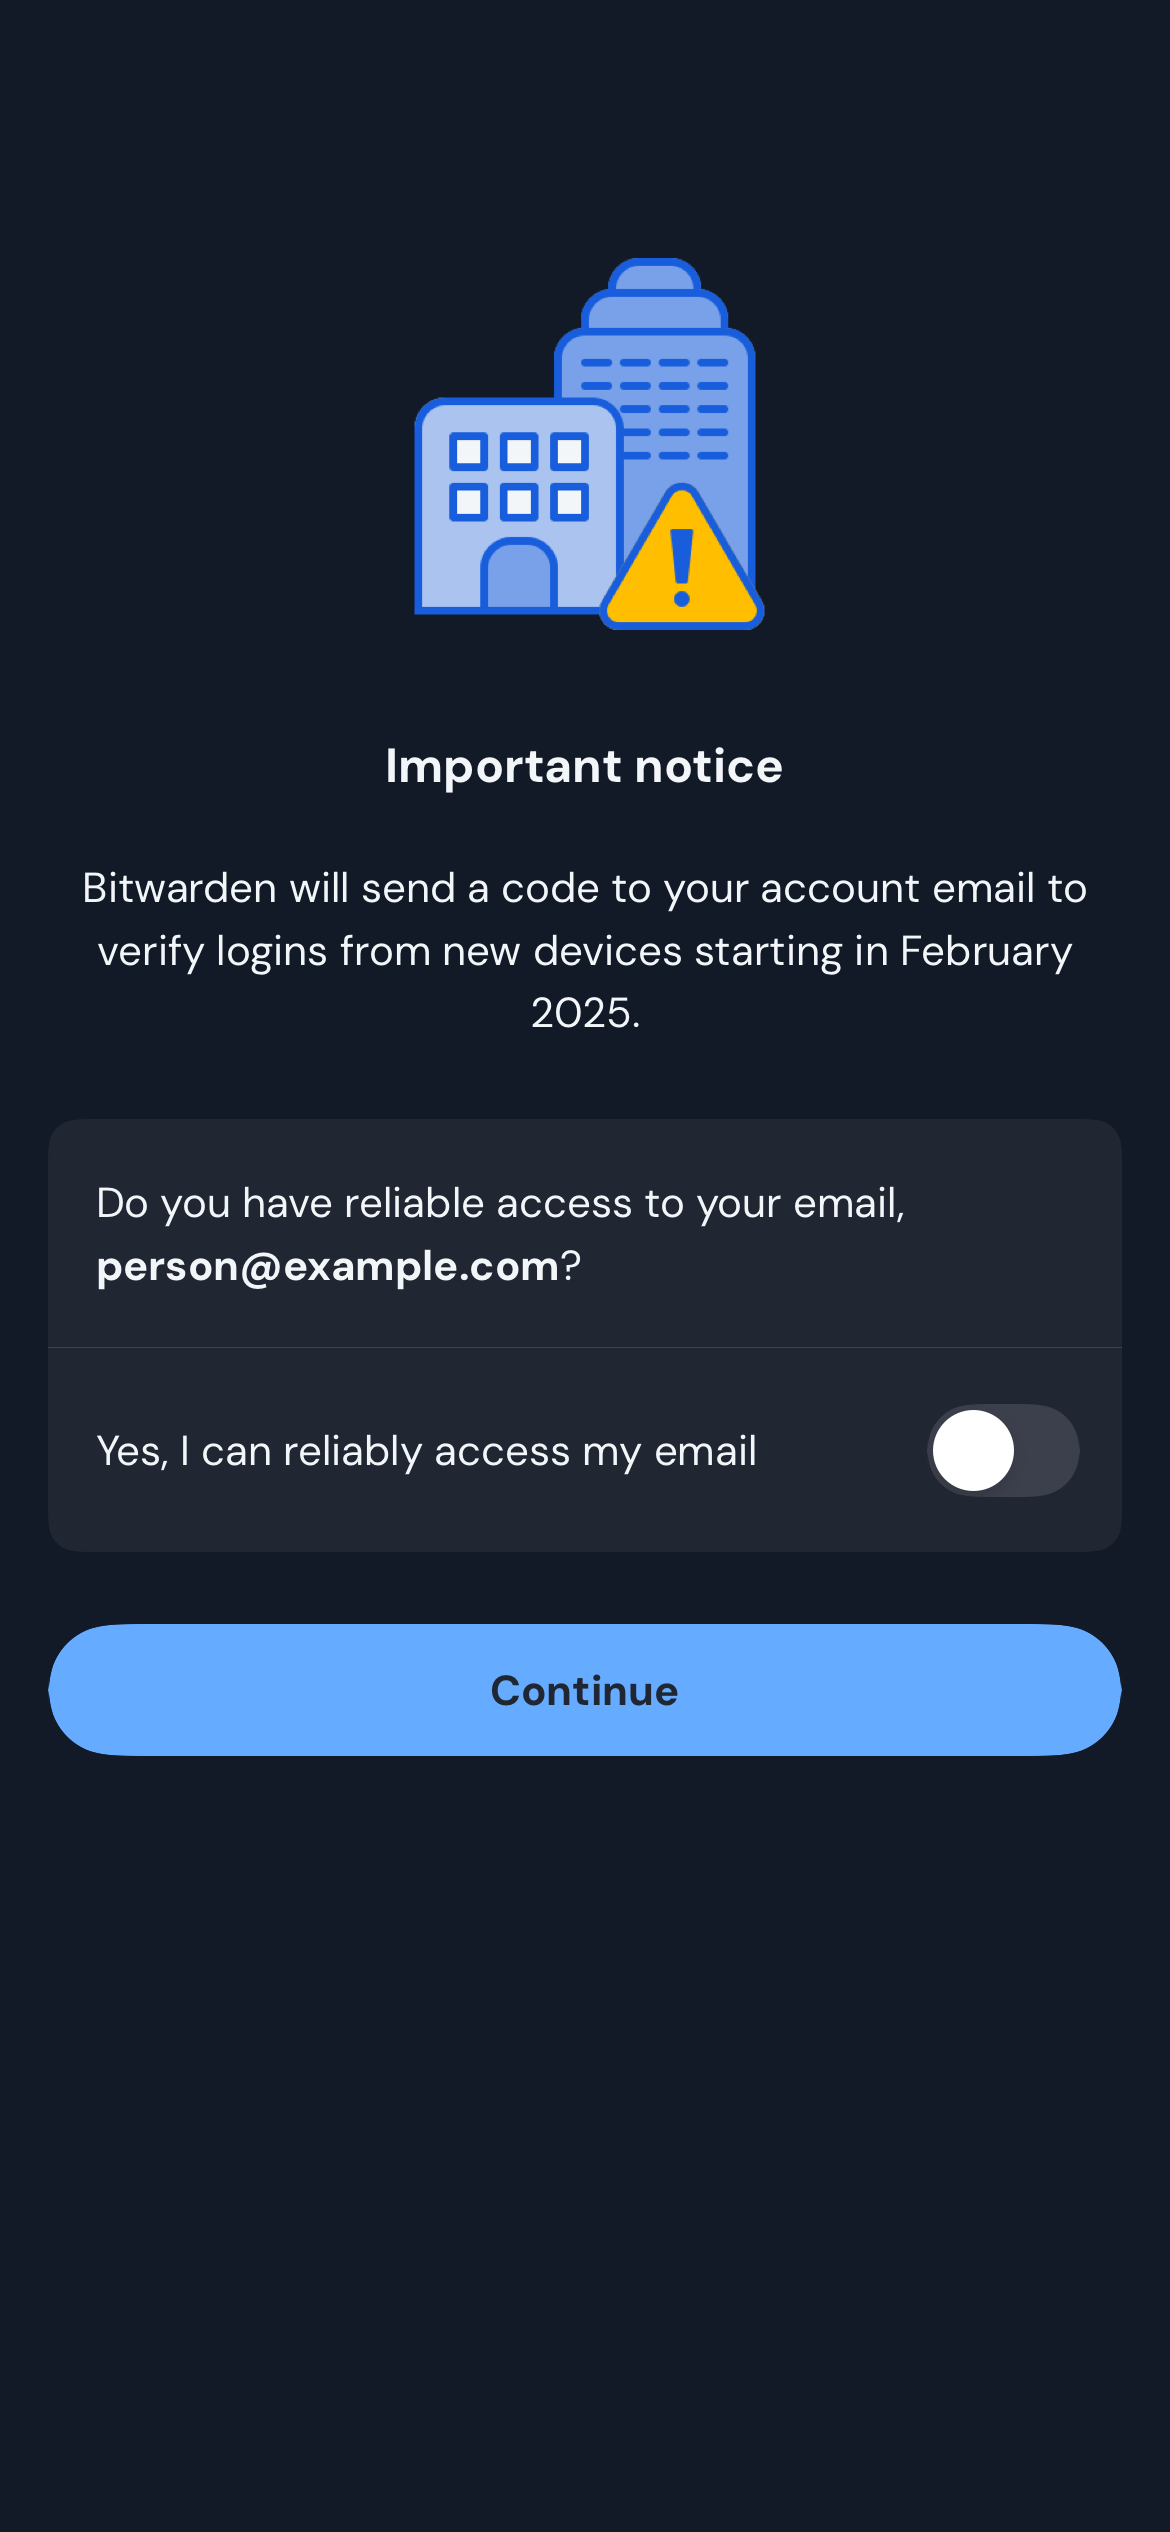 Important notice
Bitwarden will send a code to your account email to
verify logins from new devices starting in February
2025.
Do you have reliable access to your email,
person@example.com?
Yes, I can reliably access my email
Continue